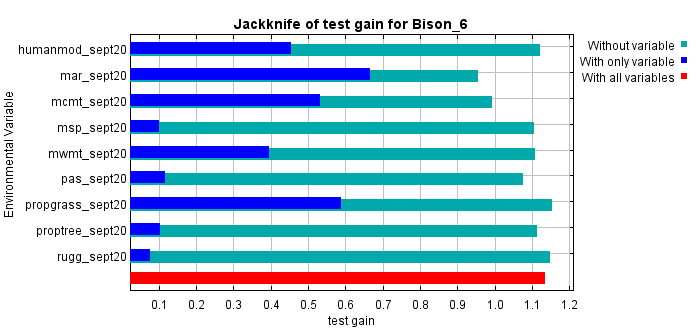 Jackknife of test gain for Bison_6
Environmental Variable
humanmod_sept20
mar_sept20
mcmt_sept20
msp_sept20
mwmt_sept20
pas_sept20
propgrass_sept20
proptree_sept20
rugg_sept20
0.1 0.2 0.3 0.4 0.5 0.6 0.7 0.8 0.9 1.0 1.1 1.2
test gain
Without variable
With only variable
With all variables